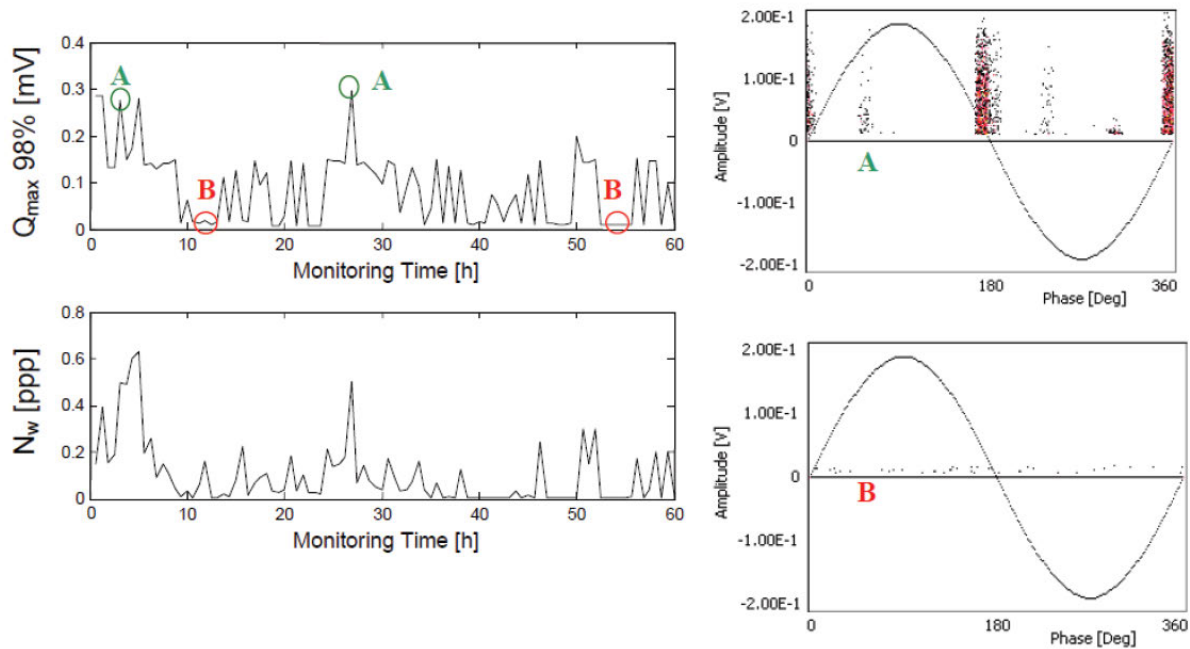 Q_max 98% [mV]
0.4
0.3
0.2
0.1
0
A
A
B
B
0 10 20 30 40 50 60
Monitoring Time [h]
N_w [ppp]
0.8
0.6
0.4
0.2
0
0 10 20 30 40 50 60
Monitoring Time [h]
Amplitude [V]
2.00E-1
1.00E-1
0
-1.00E-1
-2.00E-1
A
180 360
Phase [Deg]
Amplitude [V]
2.00E-1
1.00E-1
0
-1.00E-1
-2.00E-1
B
0 180 360
Phase [Deg]